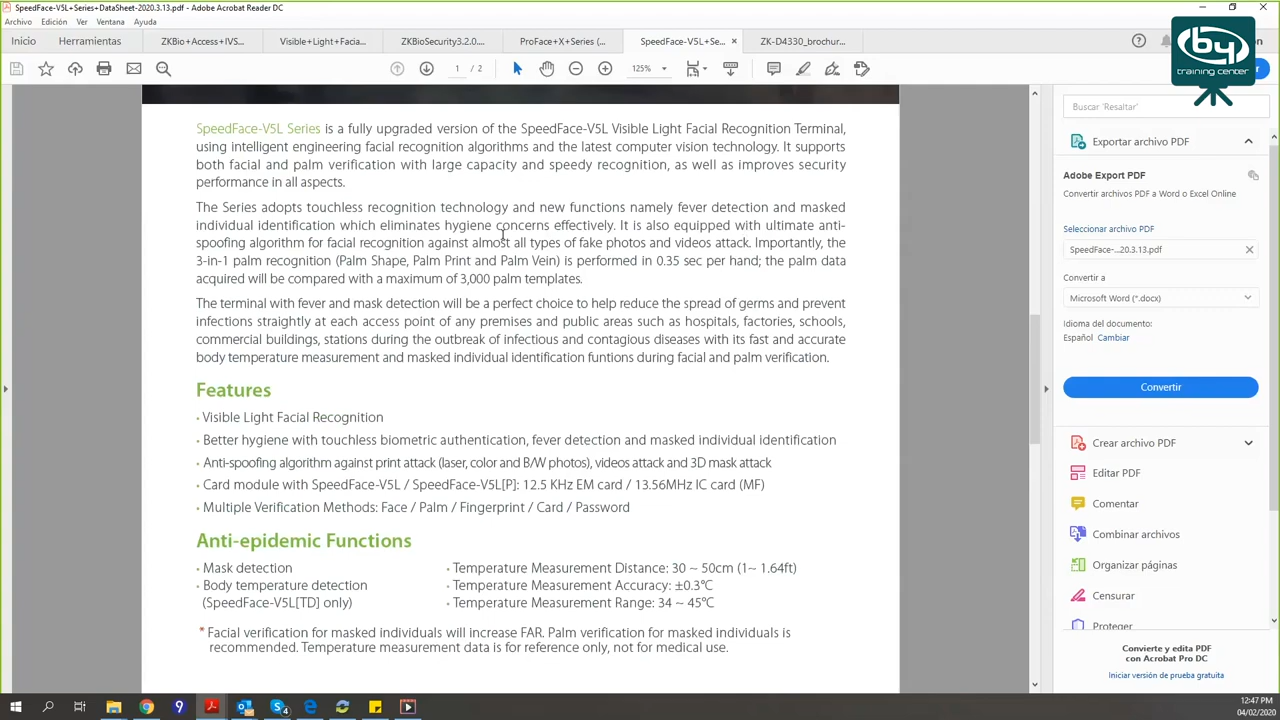 SpeedFace-V5L+Series+DataSheet-2020.3.13.pdf - Adobe Acrobat Reader DC
Archivo Edición Ver Ventana Ayuda
Inicio Herramientas ZKBio+Access+IVS... Visible+Light+Facia... ZKBioSecurity3.2.0... ProFace+X+Series (... SpeedFace-V5L+Se... × ZK-D4330_brochur...
by
training center
1 / 2 125%
SpeedFace-V5L Series is a fully upgraded version of the SpeedFace-V5L Visible Light Facial Recognition Terminal,
using intelligent engineering facial recognition algorithms and the latest computer vision technology. It supports
both facial and palm verification with large capacity and speedy recognition, as well as improves security
performance in all aspects.
The Series adopts touchless recognition technology and new functions namely fever detection and masked
individual identification which eliminates hygiene concerns effectively. It is also equipped with ultimate anti-
spoofing algorithm for facial recognition against almost all types of fake photos and videos attack. Importantly, the
3-in-1 palm recognition (Palm Shape, Palm Print and Palm Vein) is performed in 0.35 sec per hand; the palm data
acquired will be compared with a maximum of 3,000 palm templates.
The terminal with fever and mask detection will be a perfect choice to help reduce the spread of germs and prevent
infections straightly at each access point of any premises and public areas such as hospitals, factories, schools,
commercial buildings, stations during the outbreak of infectious and contagious diseases with its fast and accurate
body temperature measurement and masked individual identification funtions during facial and palm verification.
Features
• Visible Light Facial Recognition
• Better hygiene with touchless biometric authentication, fever detection and masked individual identification
• Anti-spoofing algorithm against print attack (laser, color and B/W photos), videos attack and 3D mask attack
• Card module with SpeedFace-V5L / SpeedFace-V5L[P]: 12.5 KHz EM card / 13.56MHz IC card (MF)
• Multiple Verification Methods: Face / Palm / Fingerprint / Card / Password
Anti-epidemic Functions
• Mask detection
• Body temperature detection
(SpeedFace-V5L[TD] only)
• Temperature Measurement Distance: 30 ~ 50cm (1~ 1.64ft)
• Temperature Measurement Accuracy: ±0.3℃
• Temperature Measurement Range: 34 ~ 45℃
* Facial verification for masked individuals will increase FAR. Palm verification for masked individuals is
recommended. Temperature measurement data is for reference only, not for medical use.
Buscar 'Resaltar'
Exportar archivo PDF
Adobe Export PDF
Convertir archivos PDF a Word o Excel Online
Seleccionar archivo PDF
SpeedFace-...20.3.13.pdf
Convertir a
Microsoft Word (*.docx)
Idioma del documento:
Español Cambiar
Convertir
Crear archivo PDF
Editar PDF
Comentar
Combinar archivos
Organizar páginas
Censurar
Proteger
Convierte y edita PDF
con Acrobat Pro DC
Iniciar versión de prueba gratuita
12:47 PM
04/02/2020